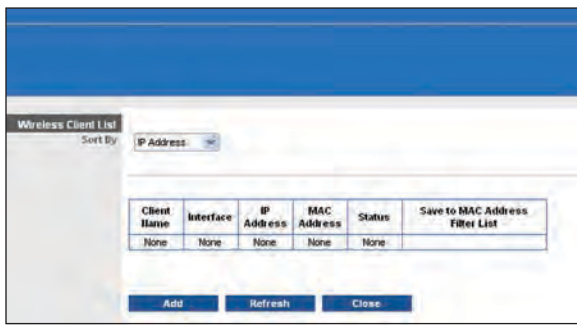 Wireless Client List
Sort By IP Address
Client Name Interface IP Address MAC Address Status Save to MAC Address Filter List
None None None None None
Add Refresh Close